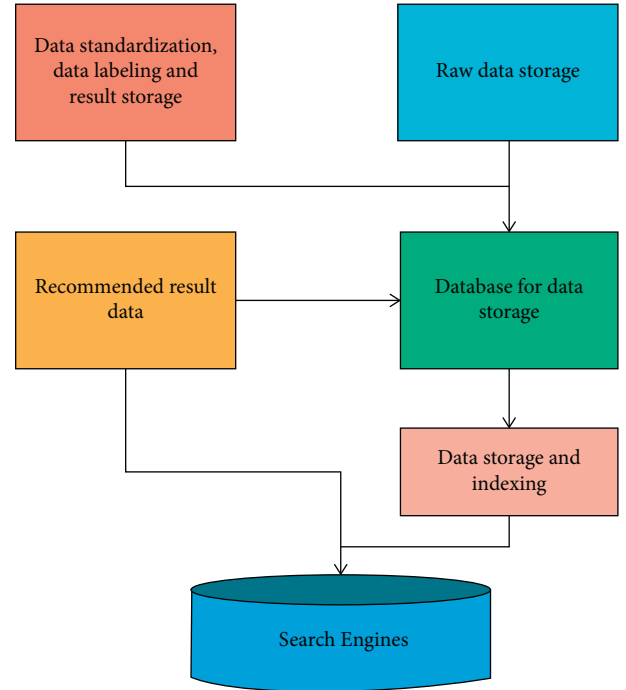 Data standardization,
data labeling and
result storage
Raw data storage
Recommended result
data
Database for data
storage
Data storage and
indexing
Search Engines